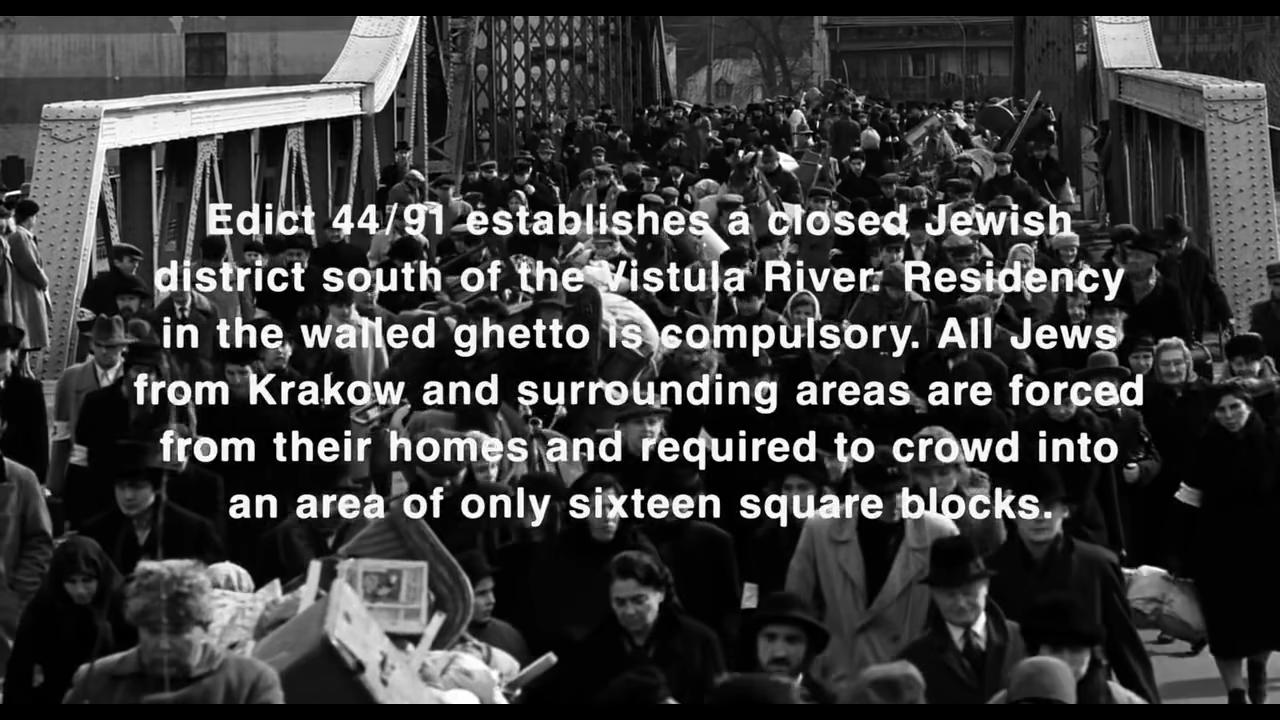 Edict 44/91 establishes a closed Jewish
district south of the Vistula River. Residency
in the walled ghetto is compulsory. All Jews
from Krakow and surrounding areas are forced
from their homes and required to crowd into
an area of only sixteen square blocks.